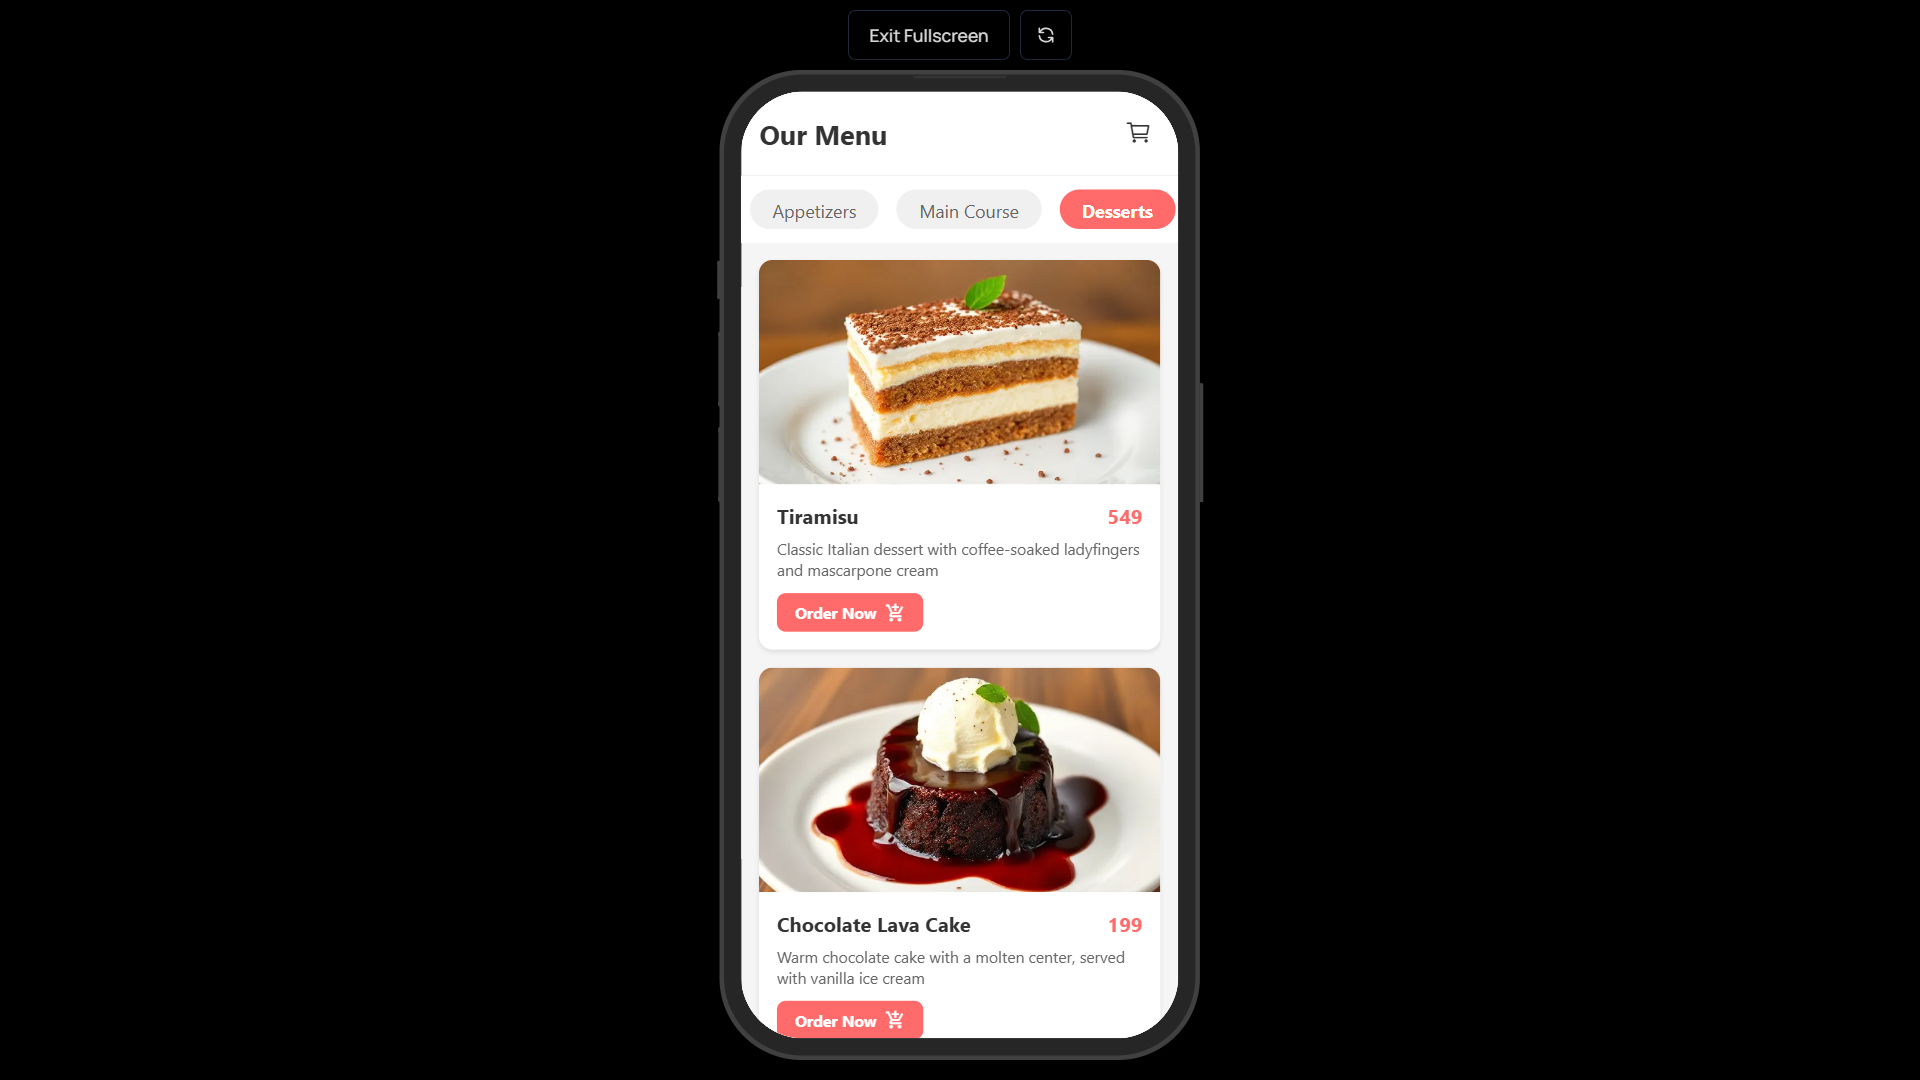 Exit Fullscreen
Our Menu
Appetizers
Main Course
Desserts
Tiramisu
549
Classic Italian dessert with coffee-soaked ladyfingers
and mascarpone cream
Order Now
Chocolate Lava Cake
199
Warm chocolate cake with a molten center, served
with vanilla ice cream
Order Now